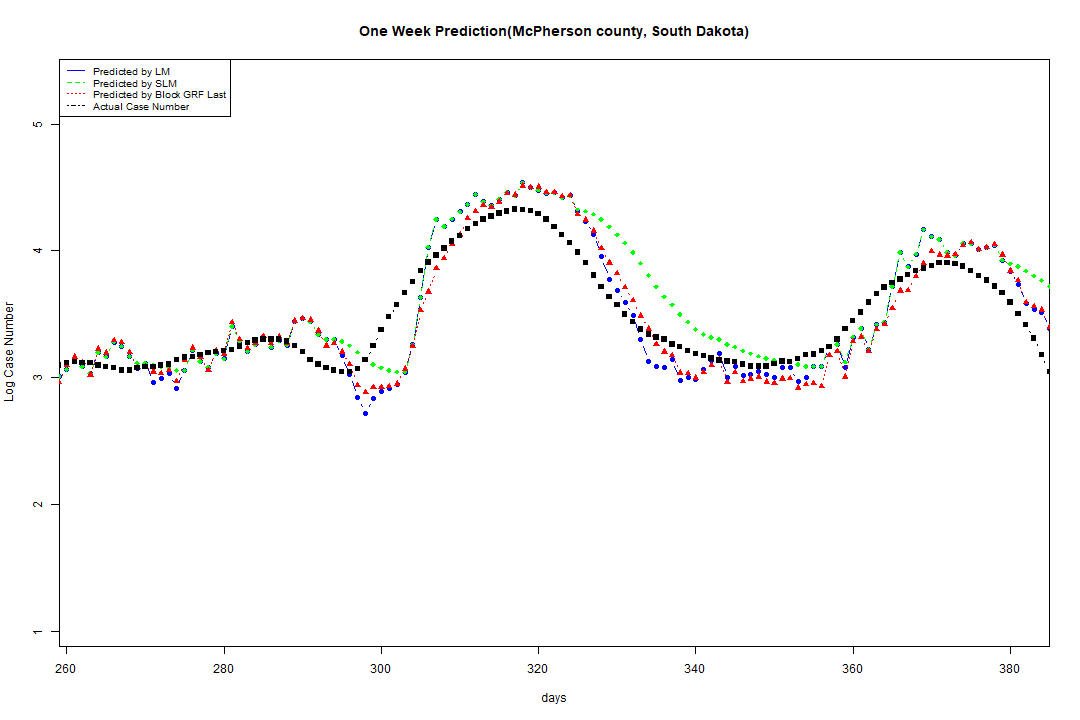 One Week Prediction(McPherson county, South Dakota)
Predicted by LM
Predicted by SLM
Predicted by Block GRF Last
Actual Case Number
Log Case Number
5
4
3
2
1
260 280 300 320 340 360 380
days